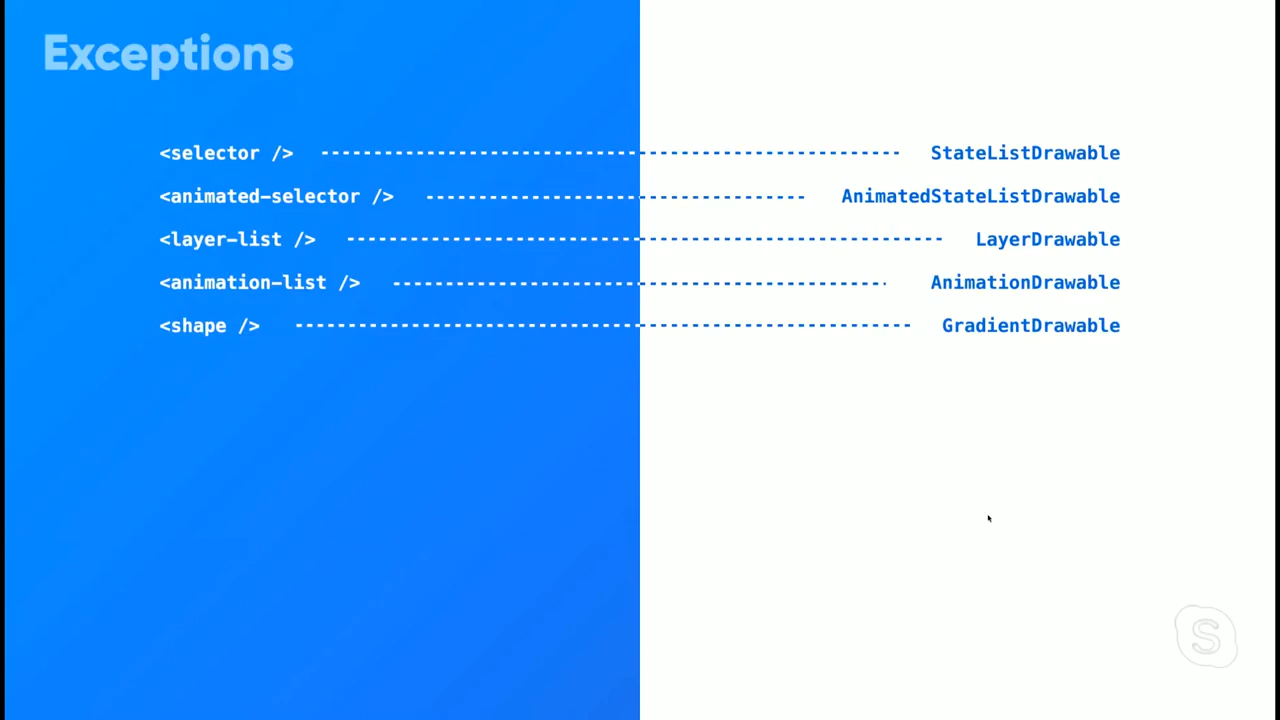 Exceptions
<selector /> StateListDrawable
<animated-selector /> AnimatedStateListDrawable
<layer-list /> LayerDrawable
<animation-list /> AnimationDrawable
<shape /> GradientDrawable
S